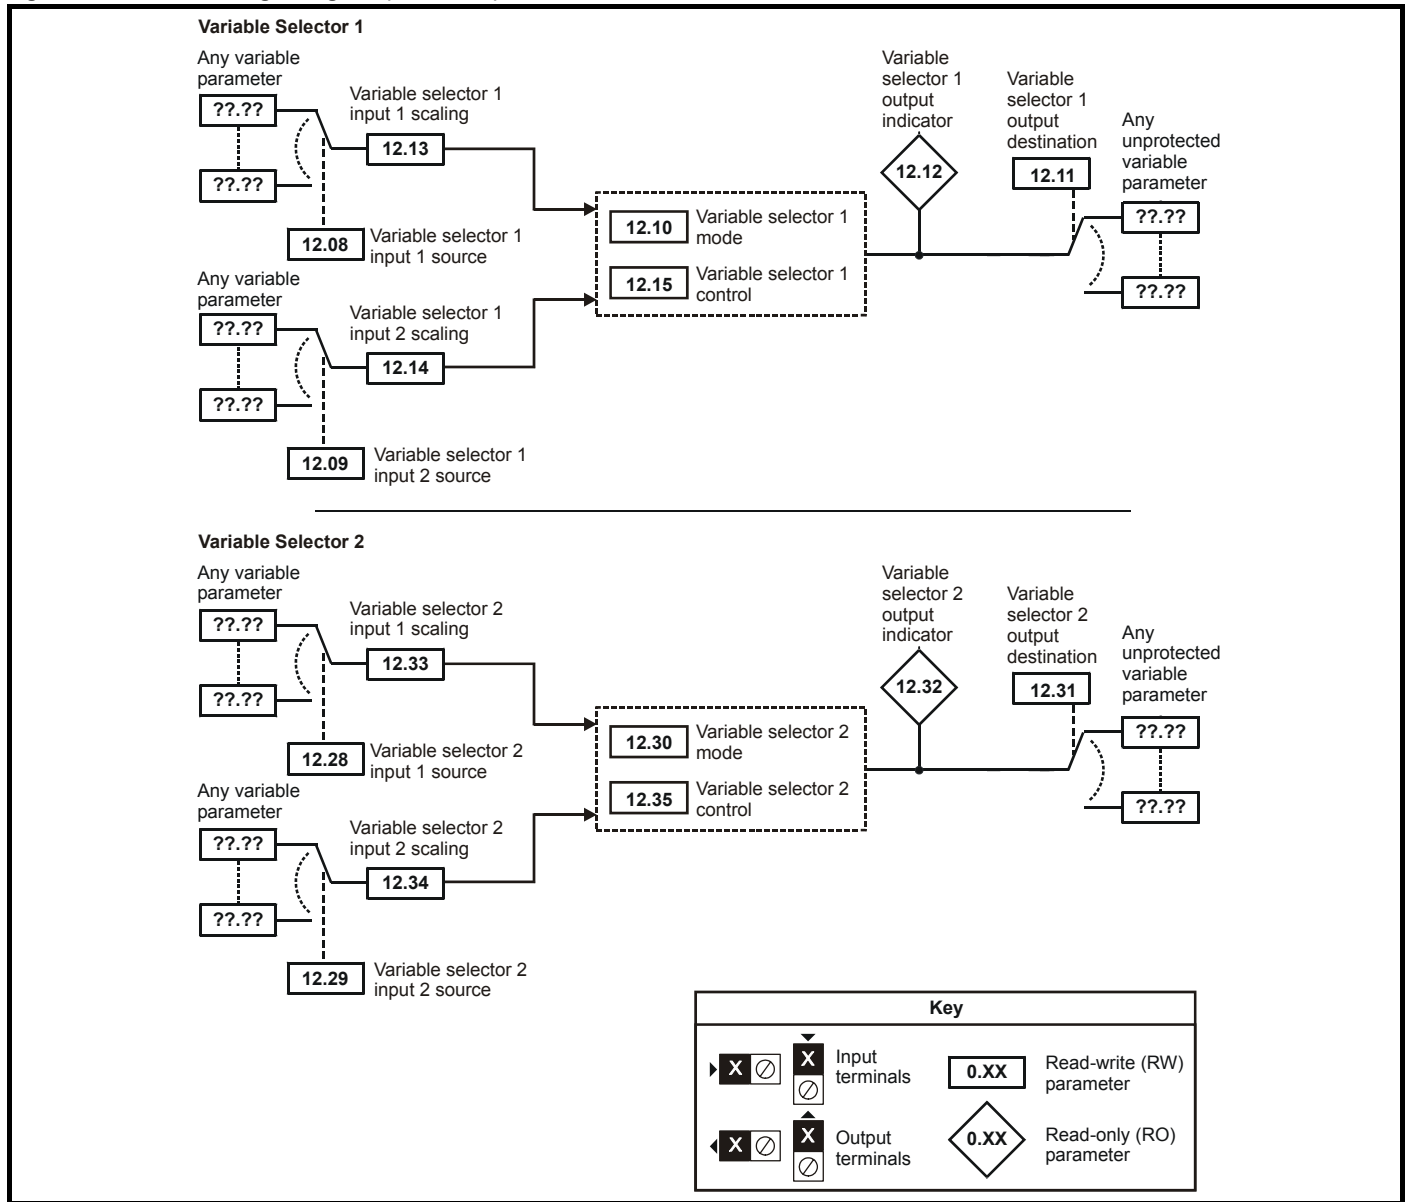 Variable Selector 1
Any variable
parameter
??.??
??.??
Variable selector 1
input 1 scaling
12.13
12.08
Variable selector 1
input 1 source
Any variable
parameter
??.??
??.??
Variable selector 1
input 2 scaling
12.14
12.09
Variable selector 1
input 2 source
12.10
Variable selector 1
mode
12.15
Variable selector 1
control
Variable
selector 1
output
indicator
12.12
Variable
selector 1
output
destination
12.11
Any
unprotected
variable
parameter
??.??
??.??
Variable Selector 2
Any variable
parameter
??.??
??.??
Variable selector 2
input 1 scaling
12.33
12.28
Variable selector 2
input 1 source
Any variable
parameter
??.??
??.??
Variable selector 2
input 2 scaling
12.34
12.29
Variable selector 2
input 2 source
12.30
Variable selector 2
mode
12.35
Variable selector 2
control
Variable
selector 2
output
indicator
12.32
Variable
selector 2
output
destination
12.31
Any
unprotected
variable
parameter
??.??
??.??
Key
X
X
Input
terminals
0.XX
Read-write (RW)
parameter
X
X
Output
terminals
0.XX
Read-only (RO)
parameter